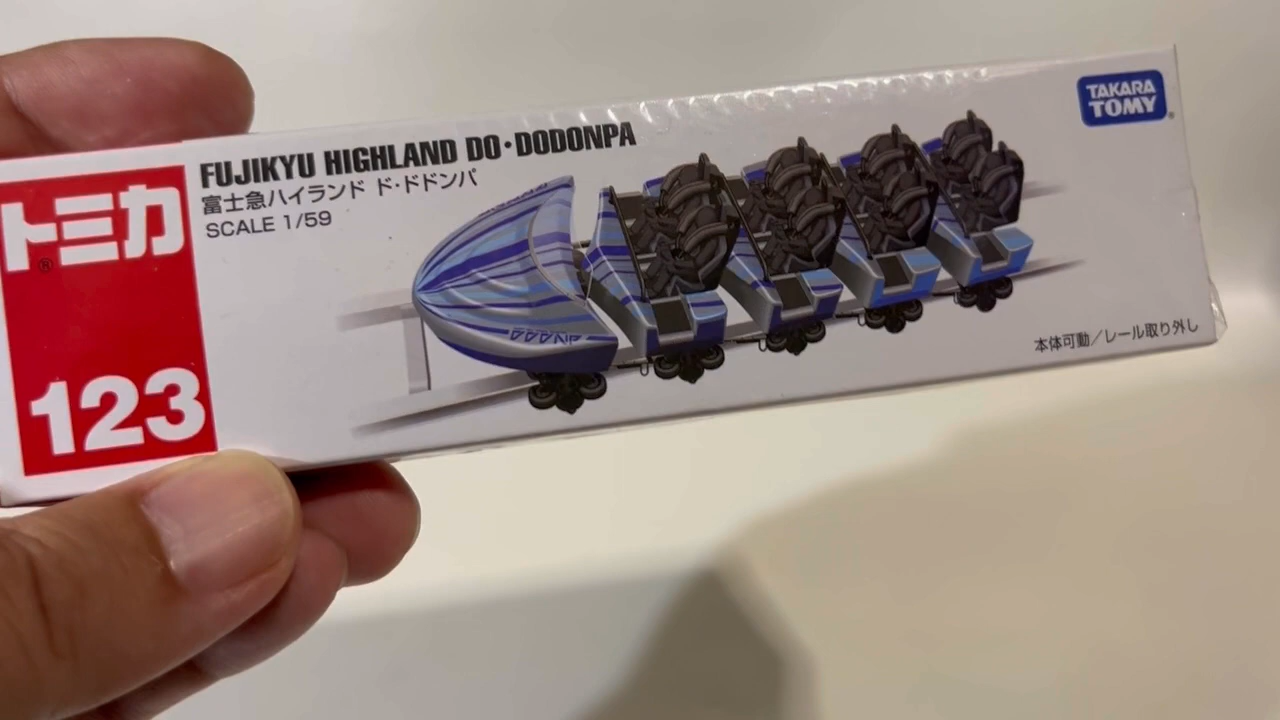 トミカ®
123
FUJIKYU HIGHLAND DO・DODONPA
富士急ハイランド ド・ドドンパ
SCALE 1/59
TAKARA
TOMY®
本体可動／レール取り外し